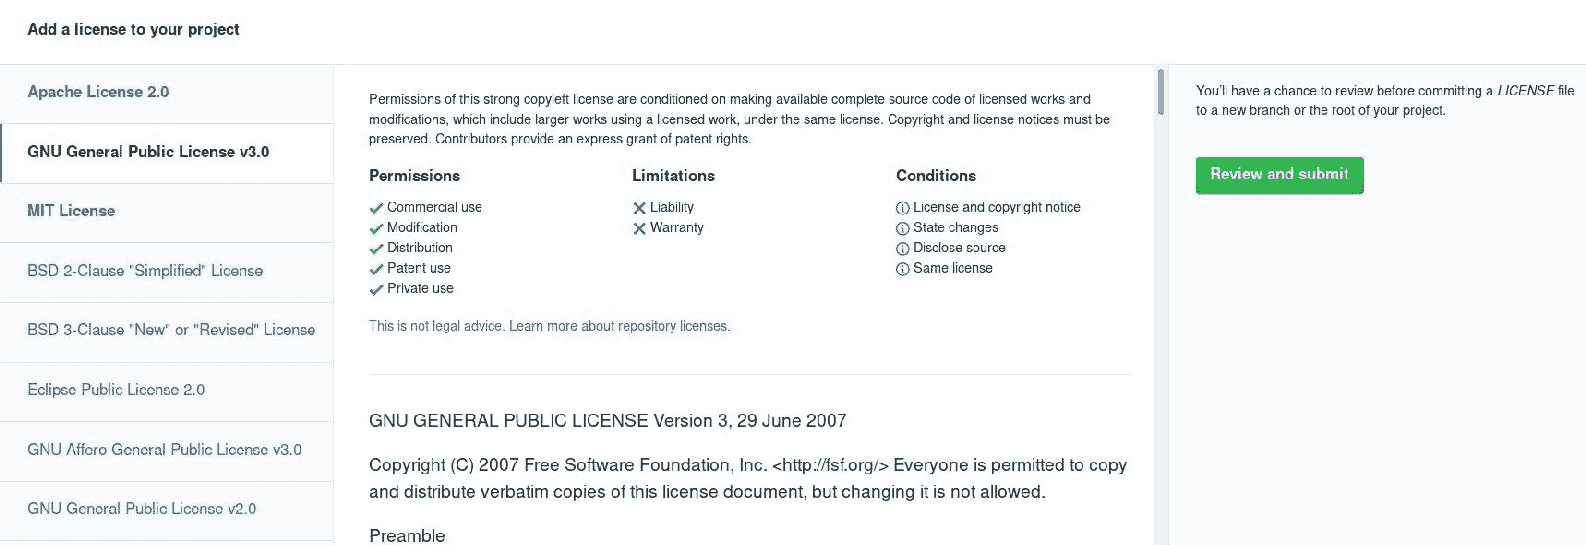 Add a license to your project
Apache License 2.0
GNU General Public License v3.0
MIT License
BSD 2-Clause "Simplified" License
BSD 3-Clause "New" or "Revised" License
Eclipse Public License 2.0
GNU Affero General Public License v3.0
GNU General Public License v2.0
Permissions of this strong copyleft license are conditioned on making available complete source code of licensed works and
modifications, which include larger works using a licensed work, under the same license. Copyright and license notices must be
preserved. Contributors provide an express grant of patent rights.
Permissions
Commercial use
Modification
Distribution
Patent use
Private use
Limitations
Liability
Warranty
Conditions
License and copyright notice
State changes
Disclose source
Same license
This is not legal advice. Learn more about repository licenses.
GNU GENERAL PUBLIC LICENSE Version 3, 29 June 2007
Copyright (C) 2007 Free Software Foundation, Inc. <http://fsf.org/> Everyone is permitted to copy
and distribute verbatim copies of this license document, but changing it is not allowed.
Preamble
You'll have a chance to review before committing a LICENSE file
to a new branch or the root of your project.
Review and submit